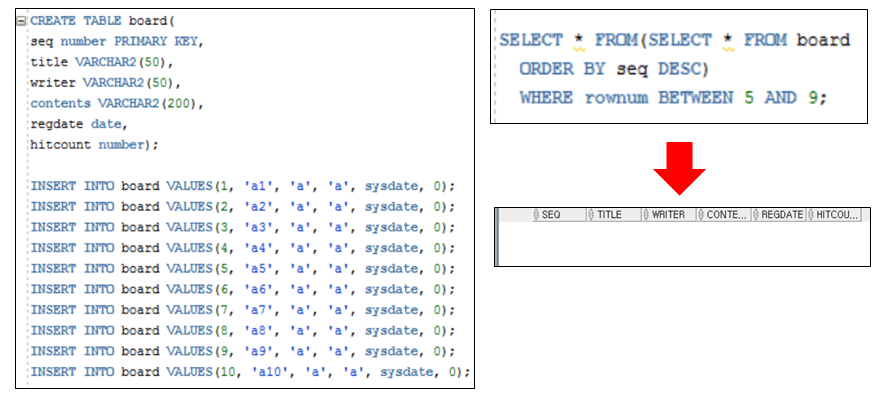 CREATE TABLE board(
seq number PRIMARY KEY,
title VARCHAR2(50),
writer VARCHAR2(50),
contents VARCHAR2(200),
regdate date,
hitcount number);
INSERT INTO board VALUES(1, 'a1', 'a', 'a', sysdate, 0);
INSERT INTO board VALUES(2, 'a2', 'a', 'a', sysdate, 0);
INSERT INTO board VALUES(3, 'a3', 'a', 'a', sysdate, 0);
INSERT INTO board VALUES(4, 'a4', 'a', 'a', sysdate, 0);
INSERT INTO board VALUES(5, 'a5', 'a', 'a', sysdate, 0);
INSERT INTO board VALUES(6, 'a6', 'a', 'a', sysdate, 0);
INSERT INTO board VALUES(7, 'a7', 'a', 'a', sysdate, 0);
INSERT INTO board VALUES(8, 'a8', 'a', 'a', sysdate, 0);
INSERT INTO board VALUES(9, 'a9', 'a', 'a', sysdate, 0);
INSERT INTO board VALUES(10, 'a10', 'a', 'a', sysdate, 0);
SELECT * FROM(SELECT * FROM board
ORDER BY seq DESC)
WHERE rownum BETWEEN 5 AND 9;
SEQ TITLE WRITER CONTE... REGDATE HITCOU...